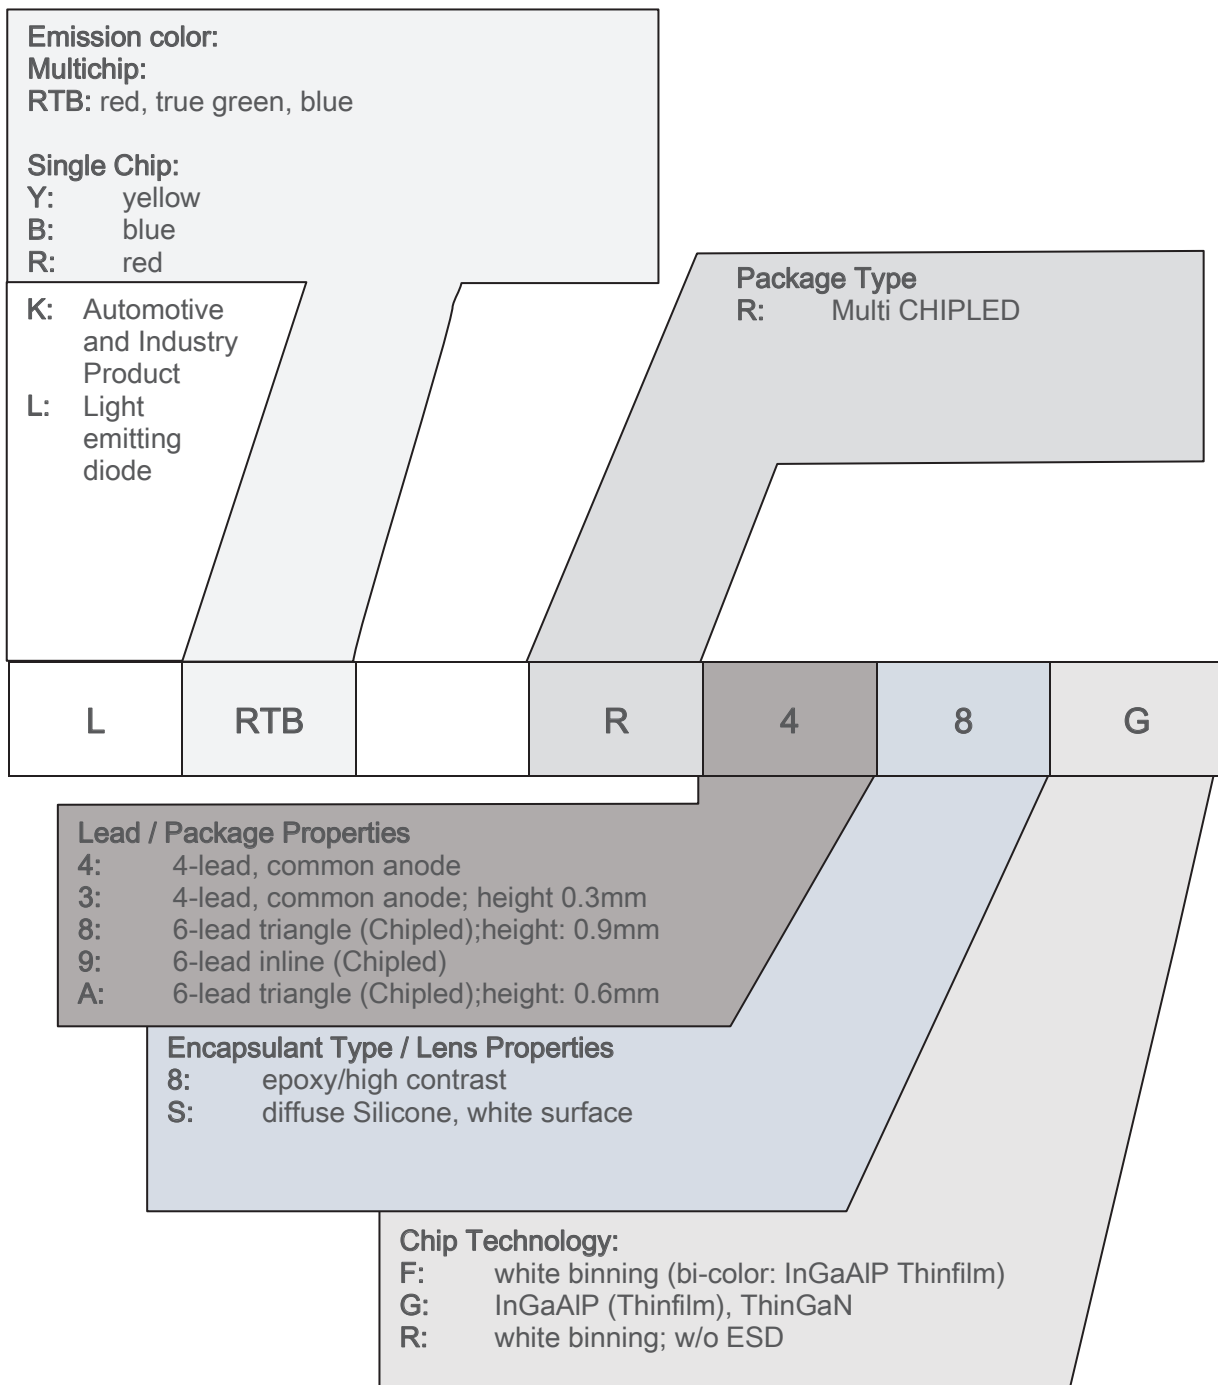 Emission color:
Multichip:
RTB: red, true green, blue
Single Chip:
Y: yellow
B: blue
R: red
K: Automotive
and Industry
Product
L: Light
emitting
diode
Package Type
R: Multi CHIPLED
L RTB R 4 8 G
Lead / Package Properties
4: 4-lead, common anode
3: 4-lead, common anode; height 0.3mm
8: 6-lead triangle (Chipled);height: 0.9mm
9: 6-lead inline (Chipled)
A: 6-lead triangle (Chipled);height: 0.6mm
Encapsulant Type / Lens Properties
8: epoxy/high contrast
S: diffuse Silicone, white surface
Chip Technology:
F: white binning (bi-color: InGaAlP Thinfilm)
G: InGaAlP (Thinfilm), ThinGaN
R: white binning; w/o ESD